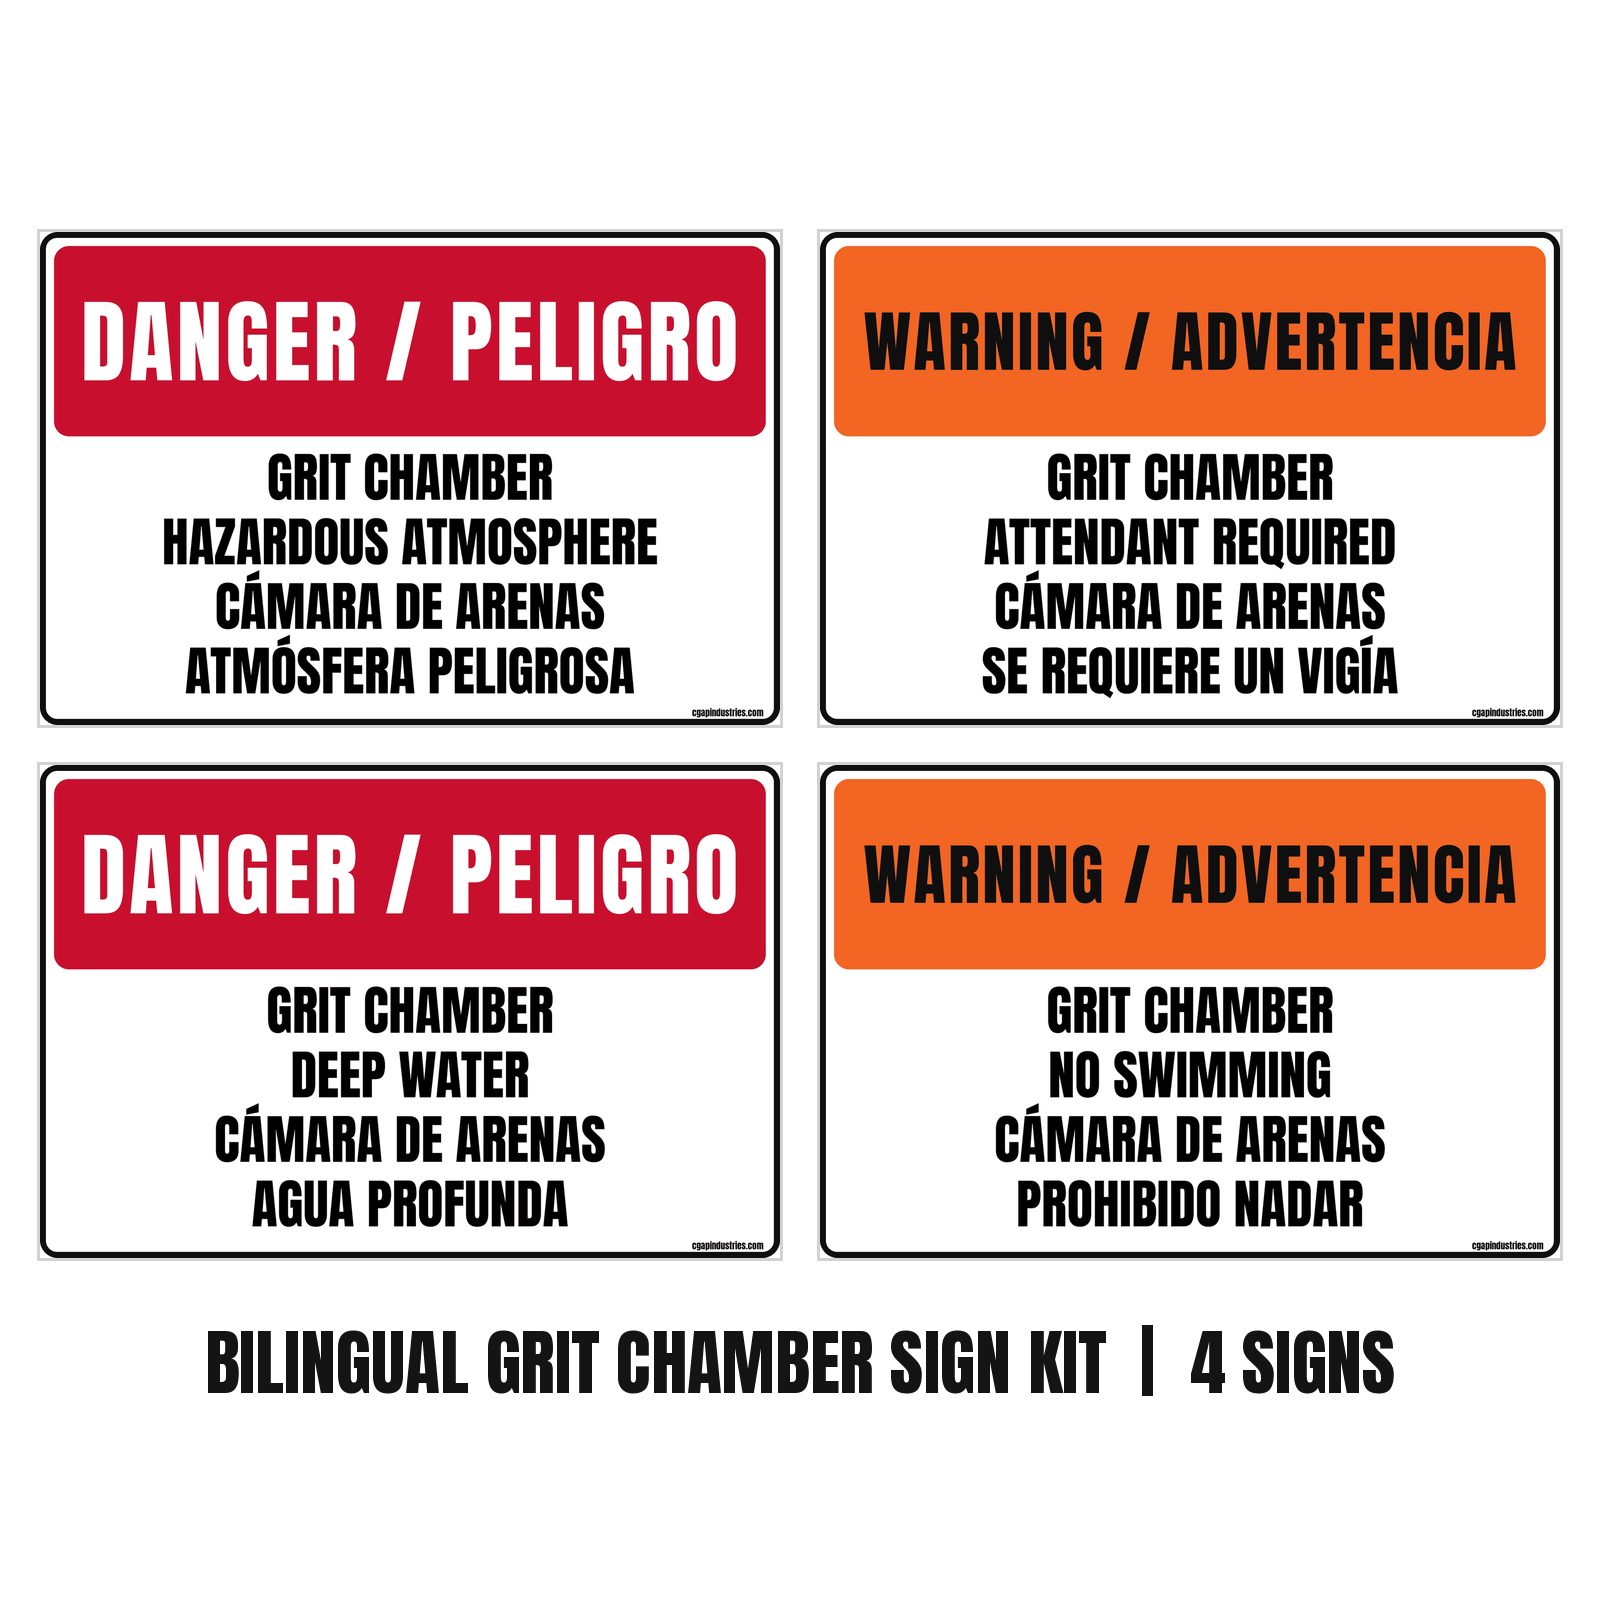 DANGER / PELIGRO
GRIT CHAMBER
HAZARDOUS ATMOSPHERE
CÁMARA DE ARENAS
ATMÓSFERA PELIGROSA
cgapindustries.com
WARNING / ADVERTENCIA
GRIT CHAMBER
ATTENDANT REQUIRED
CÁMARA DE ARENAS
SE REQUIERE UN VIGÍA
cgapindustries.com
DANGER / PELIGRO
GRIT CHAMBER
DEEP WATER
CÁMARA DE ARENAS
AGUA PROFUNDA
cgapindustries.com
WARNING / ADVERTENCIA
GRIT CHAMBER
NO SWIMMING
CÁMARA DE ARENAS
PROHIBIDO NADAR
cgapindustries.com
BILINGUAL GRIT CHAMBER SIGN KIT | 4 SIGNS